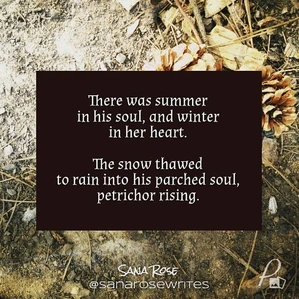 There was summer
in his soul, and winter
in her heart.
The snow thawed
to rain into his parched soul,
petrichor rising.
Sana Rose
@sanarosewrites